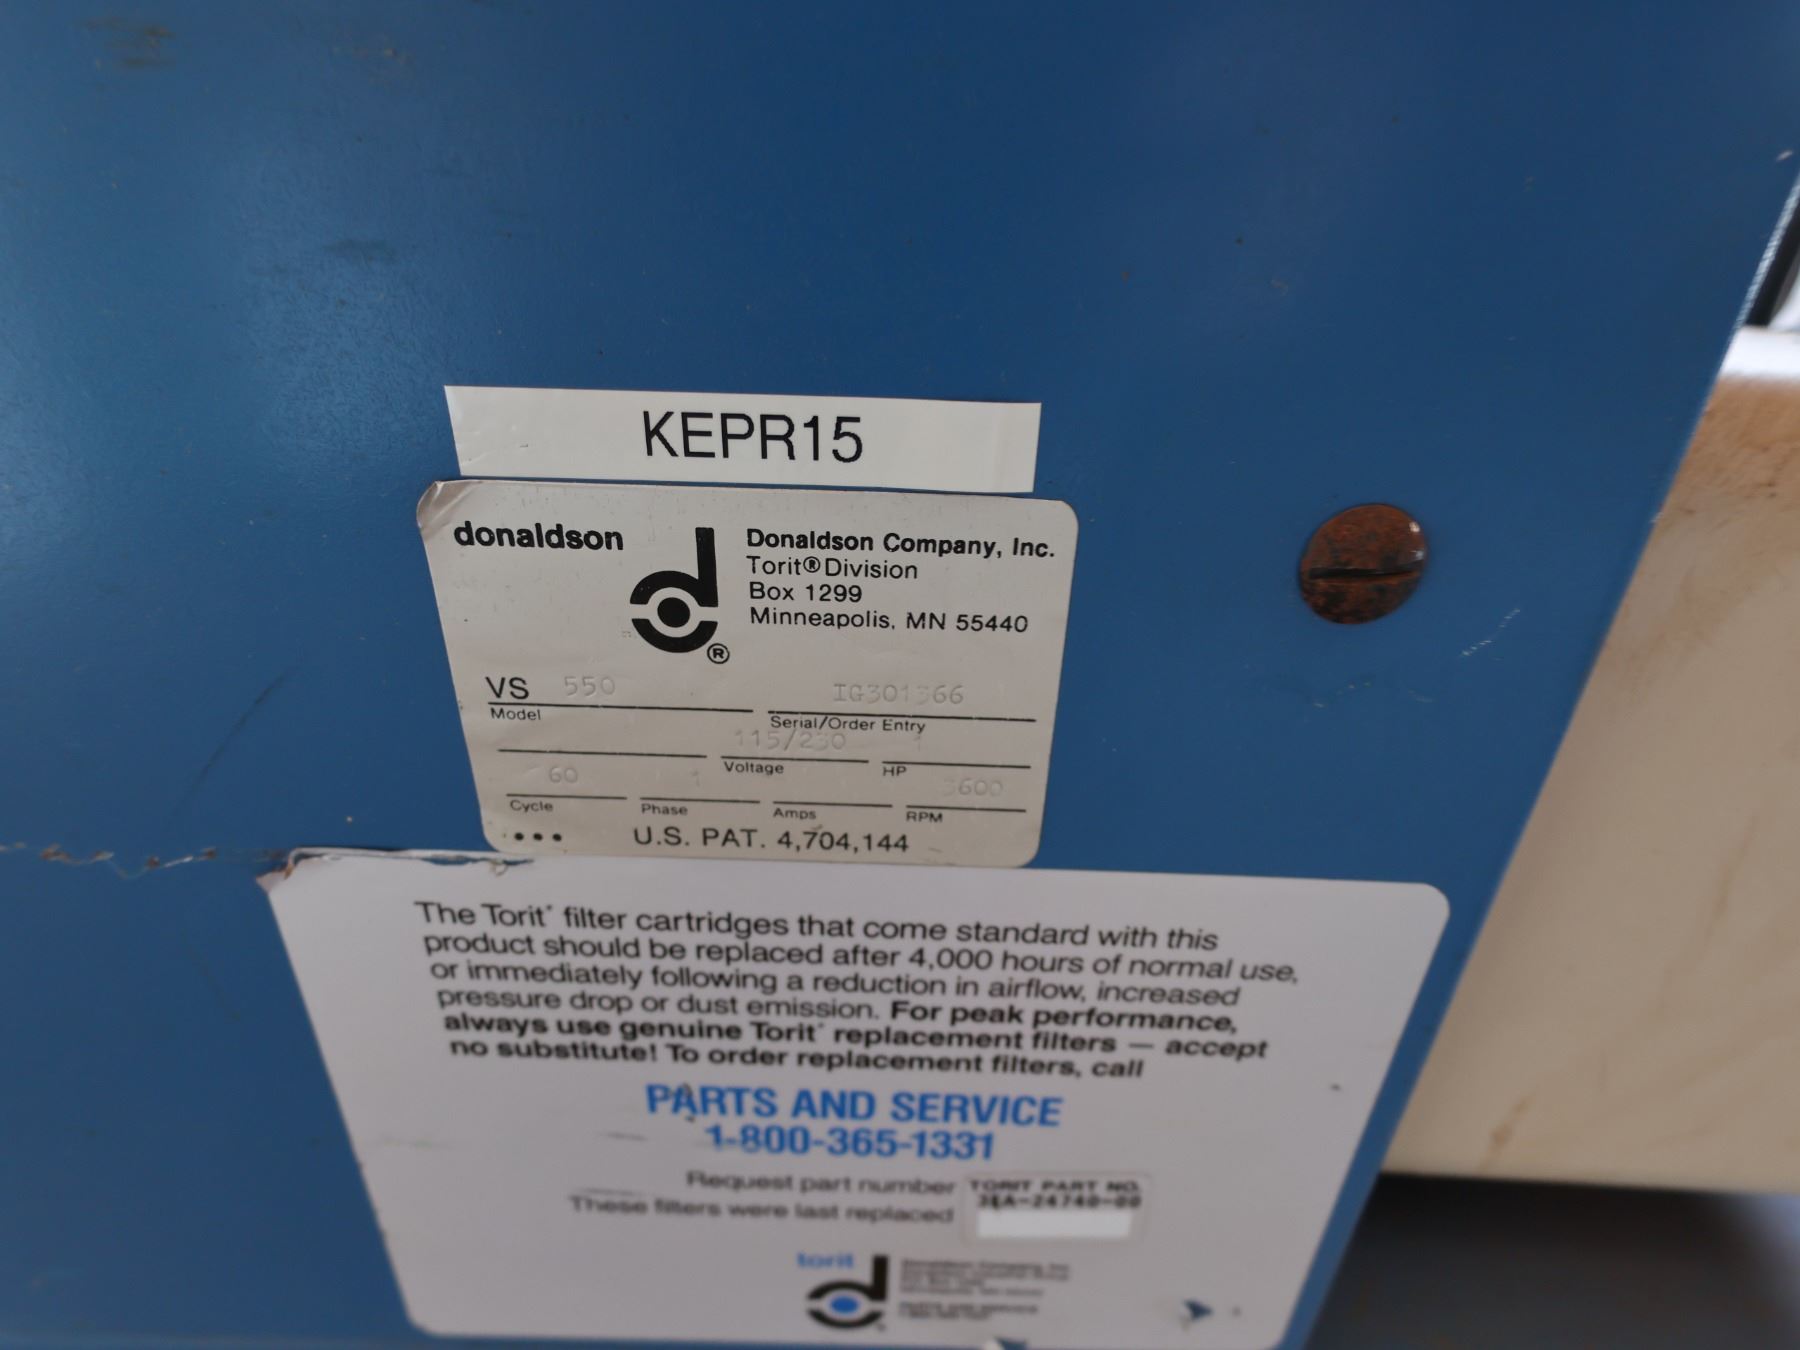 KEPR15
donaldson
Donaldson Company, Inc.
Torit® Division
Box 1299
Minneapolis, MN 55440
®
VS 550
IG301366
Model
Serial/Order Entry
115/230 1
Voltage
HP
60 1 3600
Cycle
Phase
Amps
RPM
U.S. PAT. 4,704,144
The Torit® filter cartridges that come standard with this
product should be replaced after 4,000 hours of normal use,
or immediately following a reduction in airflow, increased
pressure drop or dust emission. For peak performance,
always use genuine Torit® replacement filters — accept
no substitute! To order replacement filters, call
PARTS AND SERVICE
1-800-365-1331
Request part number
TORIT PART NO.
These filters were last replaced
torit